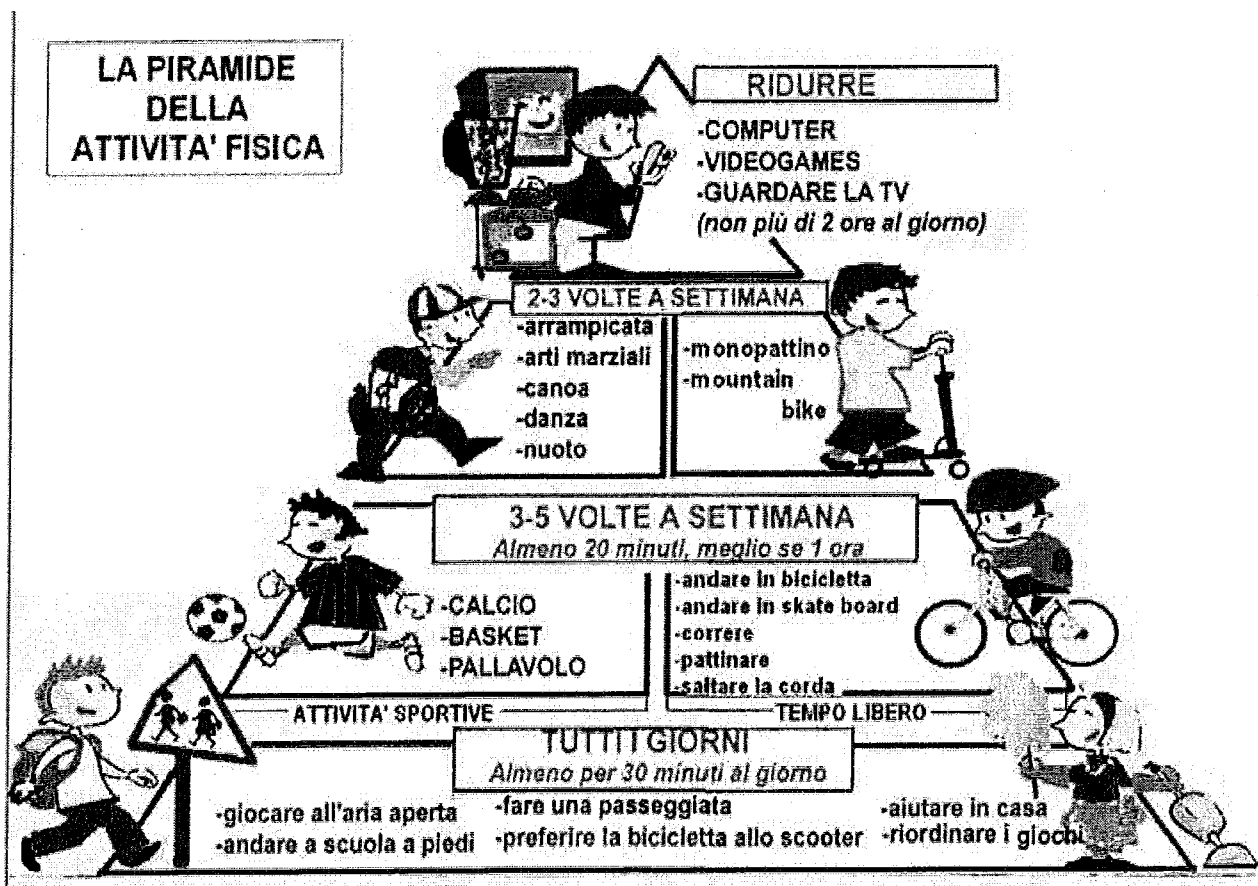 LA PIRAMIDE
DELLA
ATTIVITA' FISICA
RIDURRE
-COMPUTER
-VIDEOGAMES
-GUARDARE LA TV
(non più di 2 ore al giorno)
2-3 VOLTE A SETTIMANA
-arrampicata
-arti marziali
-canoa
-danza
-nuoto
-monopattino
-mountain
bike
3-5 VOLTE A SETTIMANA
Almeno 20 minuti, meglio se 1 ora
-CALCIO
-BASKET
-PALLAVOLO
-andare in bicicletta
-andare in skate board
-correre
-pattinare
-saltare la corda
ATTIVITA' SPORTIVE
TEMPO LIBERO
TUTTI I GIORNI
Almeno per 30 minuti al giorno
-giocare all'aria aperta
-andare a scuola a piedi
-fare una passeggiata
-preferire la bicicletta allo scooter
-aiutare in casa
-riordinare i giochi